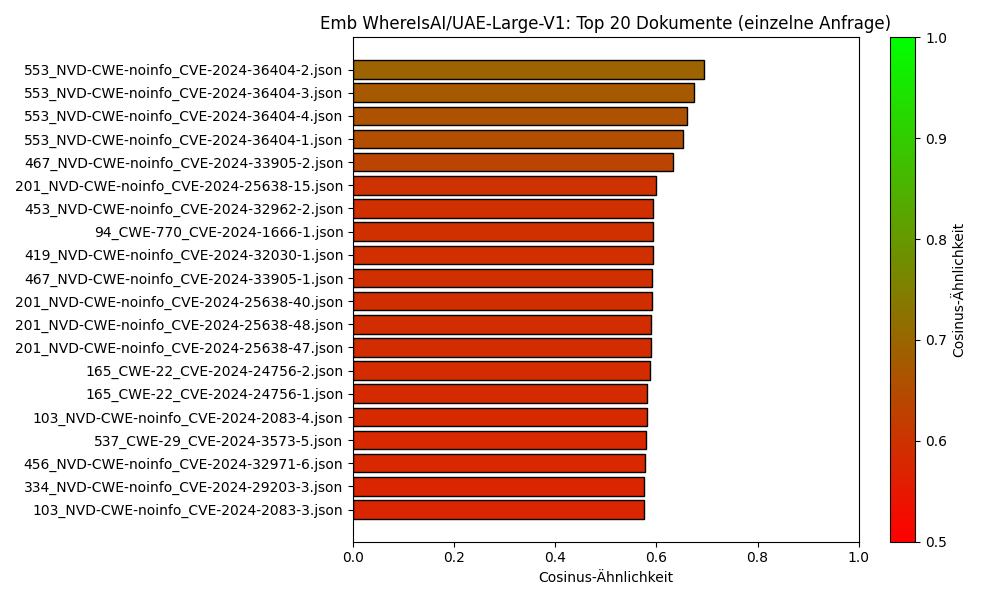 Emb WhereIsAI/UAE-Large-V1: Top 20 Dokumente (einzelne Anfrage)
553_NVD-CWE-noinfo_CVE-2024-36404-2.json
553_NVD-CWE-noinfo_CVE-2024-36404-3.json
553_NVD-CWE-noinfo_CVE-2024-36404-4.json
553_NVD-CWE-noinfo_CVE-2024-36404-1.json
467_NVD-CWE-noinfo_CVE-2024-33905-2.json
201_NVD-CWE-noinfo_CVE-2024-25638-15.json
453_NVD-CWE-noinfo_CVE-2024-32962-2.json
94_CWE-770_CVE-2024-1666-1.json
419_NVD-CWE-noinfo_CVE-2024-32030-1.json
467_NVD-CWE-noinfo_CVE-2024-33905-1.json
201_NVD-CWE-noinfo_CVE-2024-25638-40.json
201_NVD-CWE-noinfo_CVE-2024-25638-48.json
201_NVD-CWE-noinfo_CVE-2024-25638-47.json
165_CWE-22_CVE-2024-24756-2.json
165_CWE-22_CVE-2024-24756-1.json
103_NVD-CWE-noinfo_CVE-2024-2083-4.json
537_CWE-29_CVE-2024-3573-5.json
456_NVD-CWE-noinfo_CVE-2024-32971-6.json
334_NVD-CWE-noinfo_CVE-2024-29203-3.json
103_NVD-CWE-noinfo_CVE-2024-2083-3.json
0.0 0.2 0.4 0.6 0.8 1.0
Cosinus-Ähnlichkeit
1.0
0.9
0.8
0.7
0.6
0.5
Cosinus-Ähnlichkeit